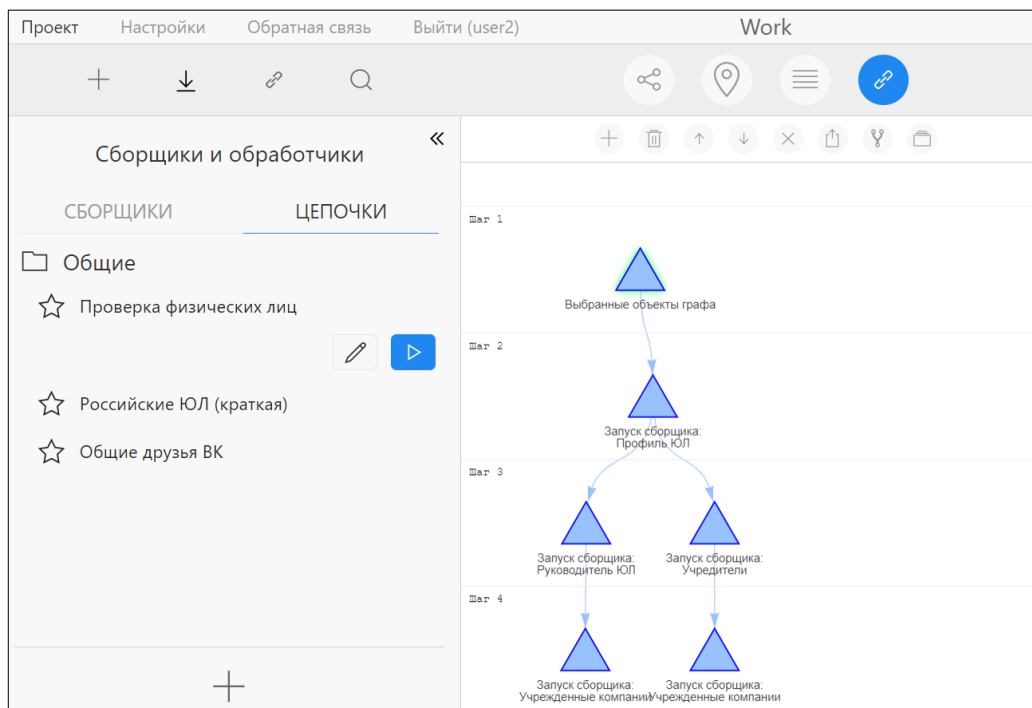 Проект Настройки Обратная связь Выйти (user2) Work
Сборщики и обработчики
СБОРЩИКИ ЦЕПОЧКИ
Общие
Проверка физических лиц
Российские ЮЛ (краткая)
Общие друзья ВК
Шаг 1
Выбранные объекты графа
Шаг 2
Запуск сборщика:
Профиль ЮЛ
Шаг 3
Запуск сборщика:
Руководитель ЮЛ
Запуск сборщика:
Учредители
Шаг 4
Запуск сборщика:
Учрежденные компании
Запуск сборщика:
Учрежденные компании